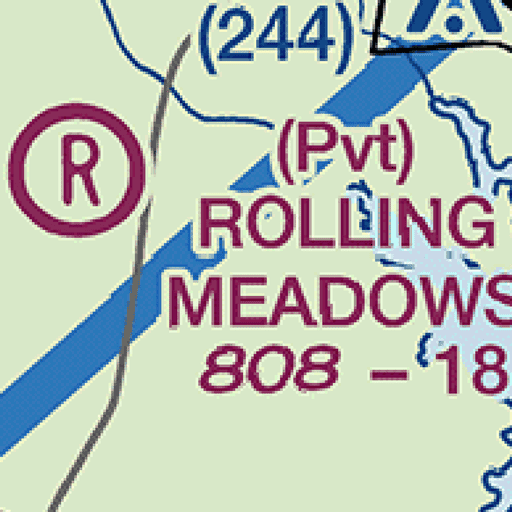 (244)
R
(Pvt)
ROLLING
MEADOWS
808 – 18